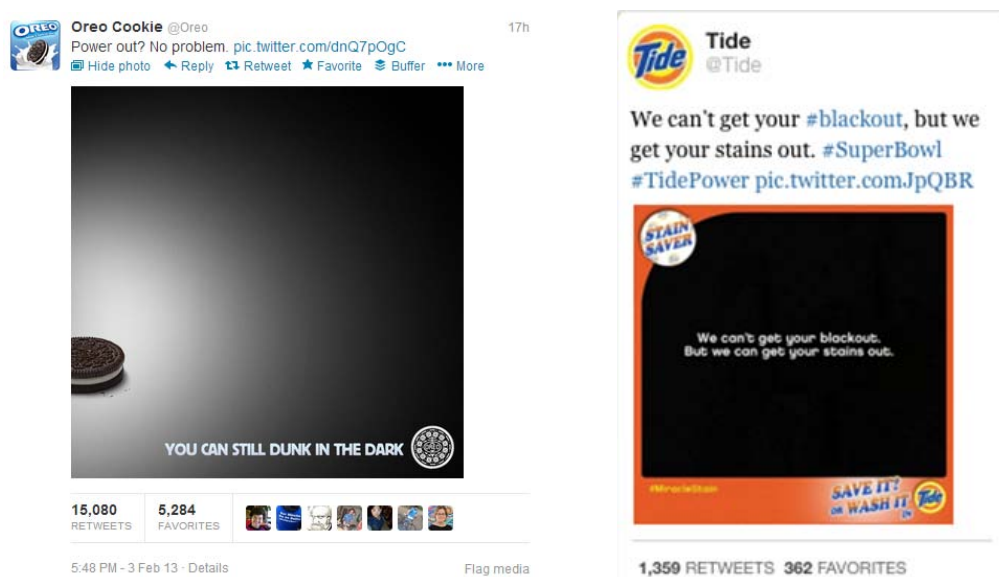 OREO
Oreo Cookie @Oreo
17h
Power out? No problem. pic.twitter.com/dnQ7pOgC
Hide photo Reply Retweet Favorite Buffer More
YOU CAN STILL DUNK IN THE DARK
15,080
RETWEETS
5,284
FAVORITES
5:48 PM - 3 Feb 13 · Details
Flag media
Tide
Tide
@Tide
We can't get your #blackout, but we
get your stains out. #SuperBowl
#TidePower pic.twitter.comJpQBR
STAIN
SAVER
We can't get your blackout.
But we can get your stains out.
#MiracleStain
SAVE IT?
OR WASH IT
IN
Tide
1,359 RETWEETS 362 FAVORITES